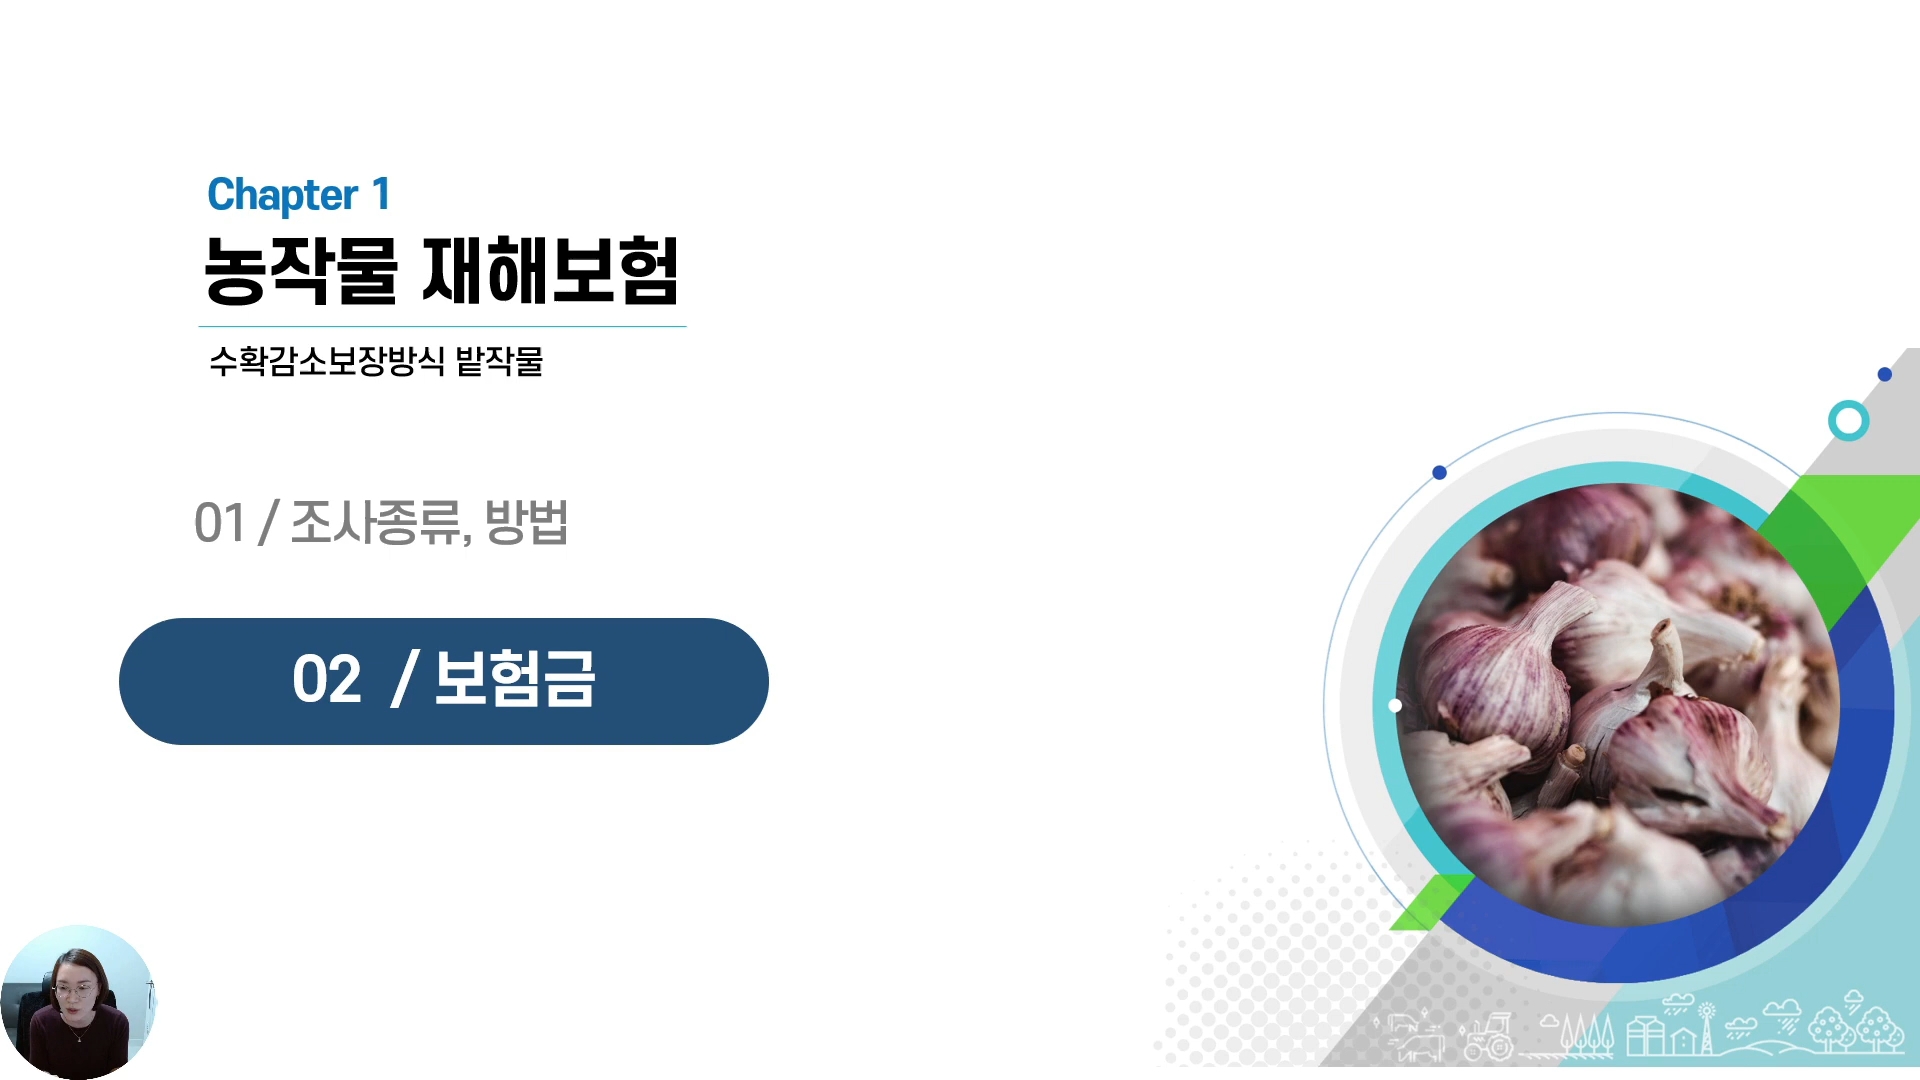 Chapter 1
농작물 재해보험
수확감소보장방식 밭작물
01 / 조사종류, 방법
02 / 보험금